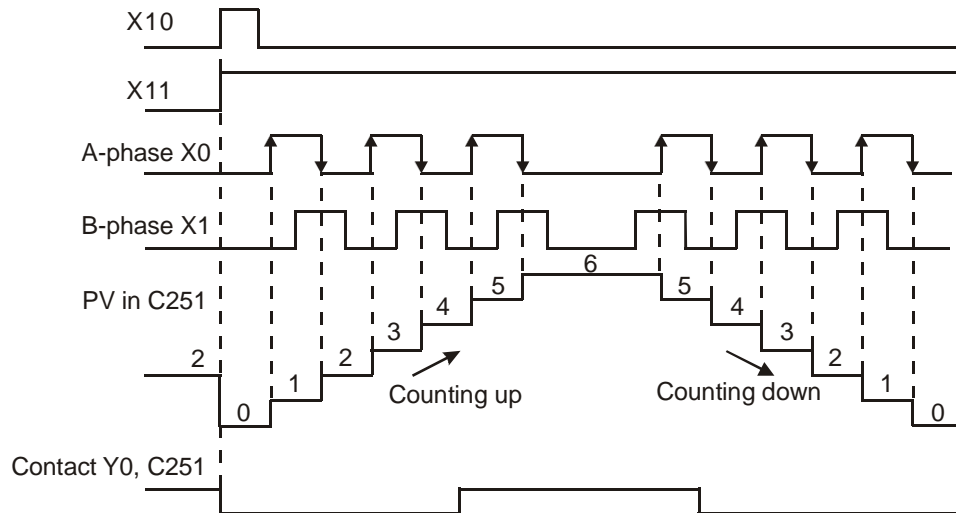 X10
X11
A-phase X0
B-phase X1
PV in C251
2
0
1
2
3
4
5
6
5
4
3
2
1
0
Counting up
Counting down
Contact Y0, C251